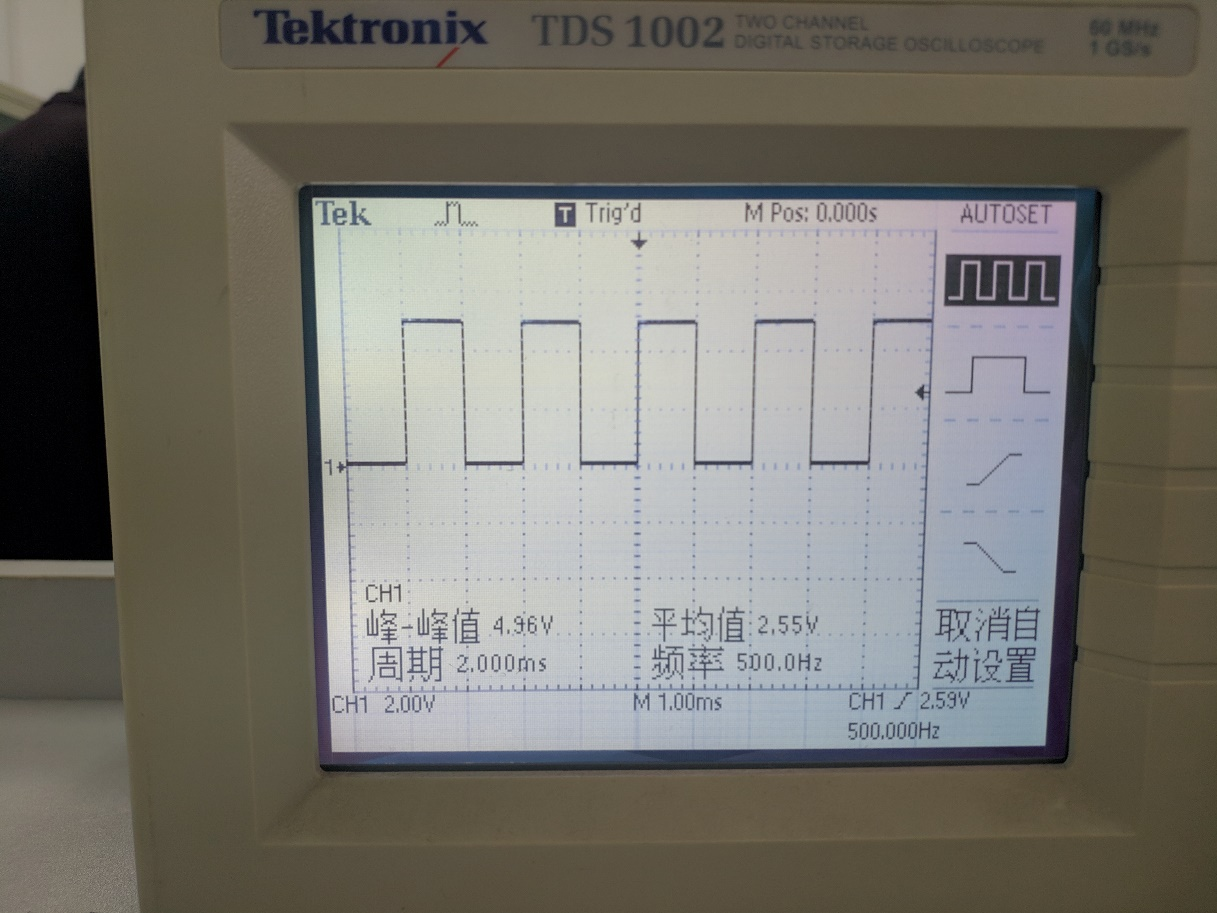 Tektronix TDS 1002 TWO CHANNEL
DIGITAL STORAGE OSCILLOSCOPE
60 MHz
1 GS/s
Tek T Trig'd M Pos: 0.000s AUTOSET
1
CH1
峰-峰值 4.96V 平均值 2.55V
周期 2.000ms 频率 500.0Hz
取消自
动设置
CH1 2.00V M 1.00ms CH1 2.59V
500.000Hz